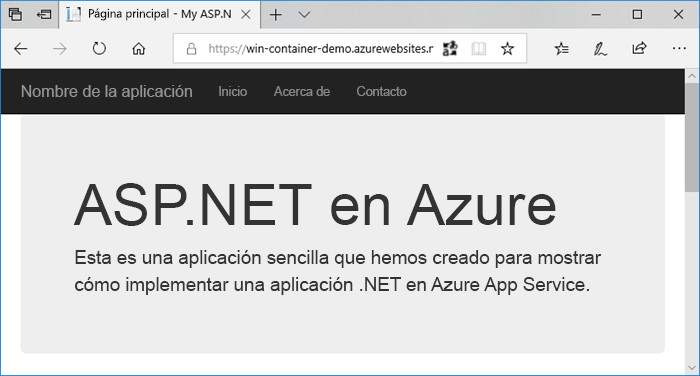 Página principal - My ASP.N
https://win-container-demo.azurewebsites.n
Nombre de la aplicación Inicio Acerca de Contacto
ASP.NET en Azure
Esta es una aplicación sencilla que hemos creado para mostrar
cómo implementar una aplicación .NET en Azure App Service.